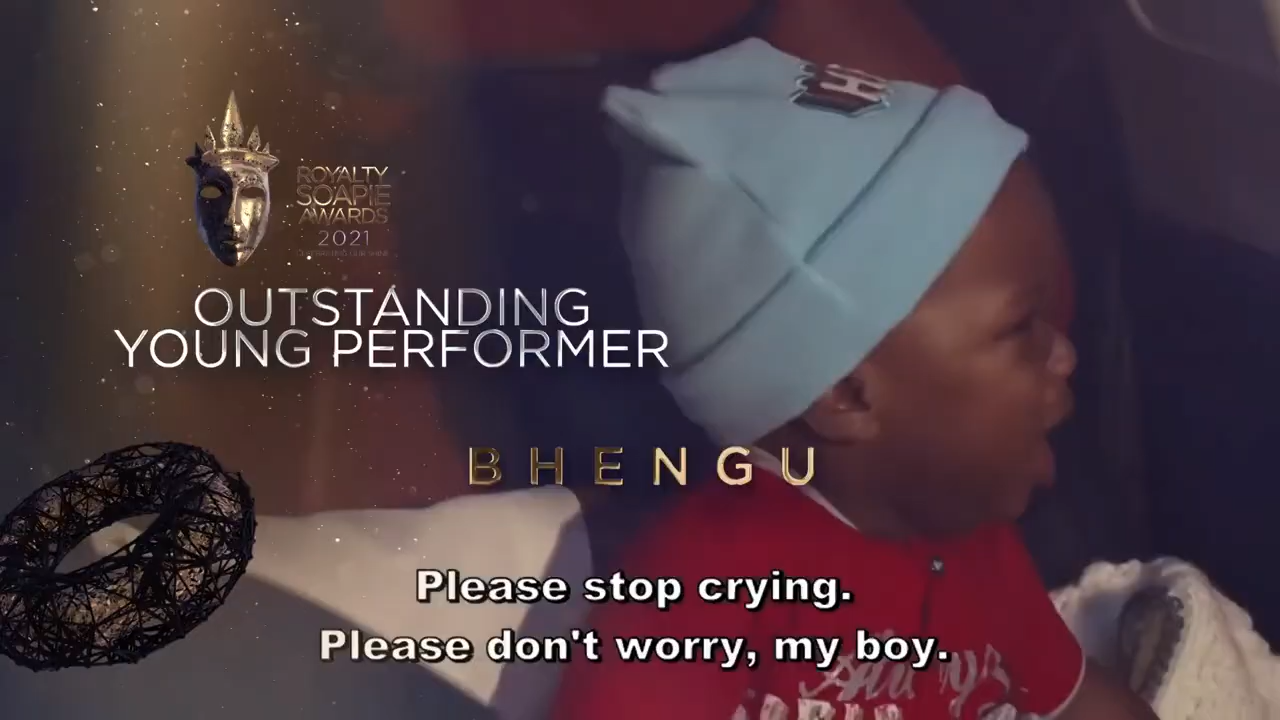 ROYALTY
SOAPIE
AWARDS
2021
OUTSTANDING
YOUNG PERFORMER
BHENGU
Please stop crying.
Please don't worry, my boy.